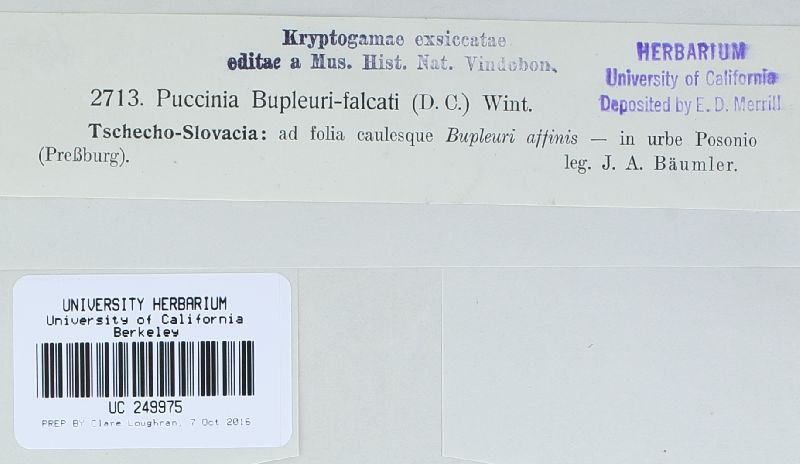 Kryptogamae exsiccatae
editae a Mus. Hist. Nat. Vindobon.
HERBARIUM
University of California
Deposited by E. D. Merrill
2713. Puccinia Bupleuri-falcati (D. C.) Wint.
Tschecho-Slovacia: ad folia caulesque Bupleuri affinis — in urbe Posonio
(Preßburg).
leg. J. A. Bäumler.
UNIVERSITY HERBARIUM
University of California
Berkeley
UC 249975
PREP BY Clare Loughran, 7 Oct 2016